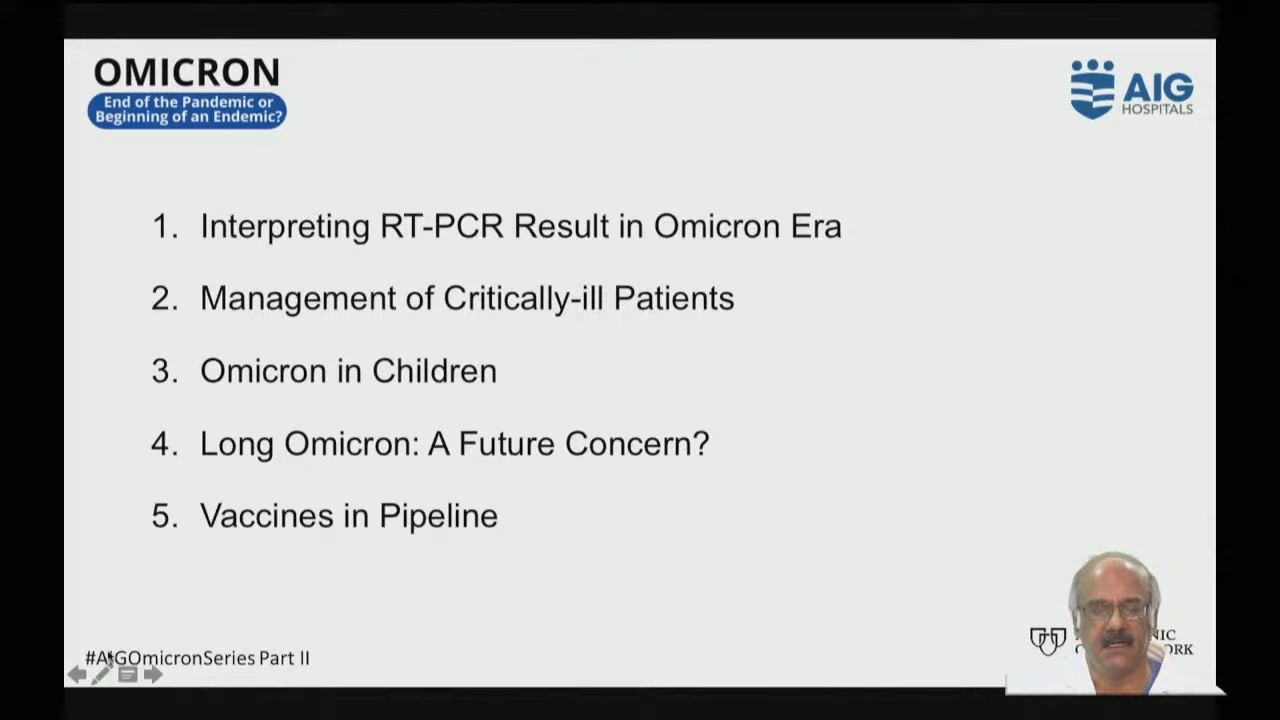 OMICRON
End of the Pandemic or
Beginning of an Endemic?
AIG
HOSPITALS
1. Interpreting RT-PCR Result in Omicron Era
2. Management of Critically-ill Patients
3. Omicron in Children
4. Long Omicron: A Future Concern?
5. Vaccines in Pipeline
#AIGOmicronSeries Part II